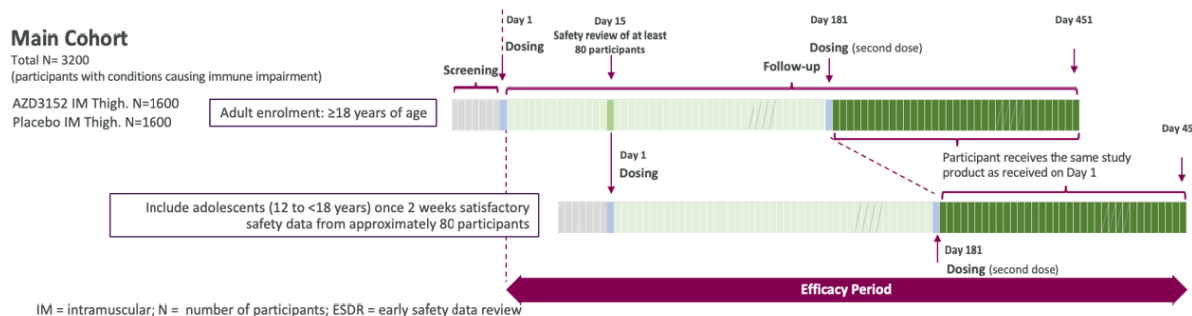 Main Cohort
Total N= 3200
(participants with conditions causing immune impairment)
AZD3152 IM Thigh. N=1600
Placebo IM Thigh. N=1600
Adult enrolment: ≥18 years of age
Screening
Day 1
Dosing
Day 15
Safety review of at least
80 participants
Day 181
Dosing (second dose)
Follow-up
Day 451
Day 1
Dosing
Participant receives the same study
product as received on Day 1
Day 45
Include adolescents (12 to <18 years) once 2 weeks satisfactory
safety data from approximately 80 participants
Day 181
Dosing (second dose)
Efficacy Period
IM = intramuscular; N = number of participants; ESDR = early safety data review